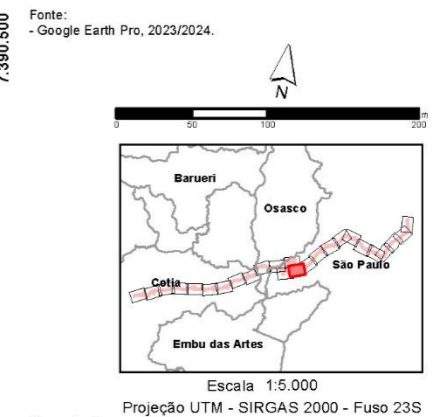 7.390.500
Fonte:
- Google Earth Pro, 2023/2024.
N
0 50 100 200
m
Barueri
Osasco
São Paulo
Cotia
Embu das Artes
Escala 1:5.000
Projeção UTM - SIRGAS 2000 - Fuso 23S